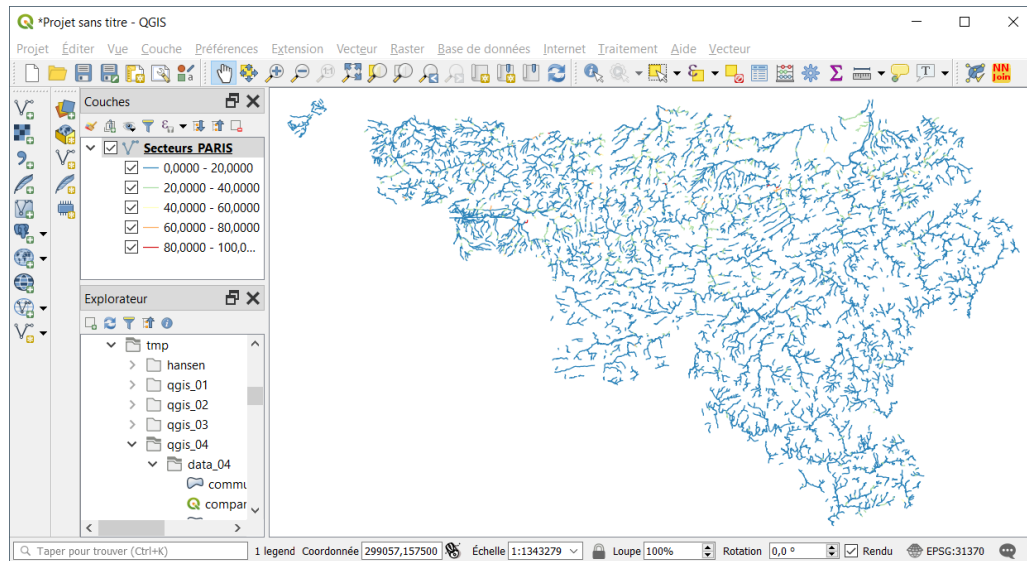 *Projet sans titre - QGIS
Projet Éditer Vue Couche Préférences Extension Vecteur Raster Base de données Internet Traitement Aide Vecteur
NN
Join
Couches
Secteurs PARIS
0,0000 - 20,0000
20,0000 - 40,0000
40,0000 - 60,0000
60,0000 - 80,0000
80,0000 - 100,0...
Explorateur
tmp
hansen
qgis_01
qgis_02
qgis_03
qgis_04
data_04
commu
compar
Taper pour trouver (Ctrl+K) 1 legend Coordonnée 299057,157500 Échelle 1:1343279 Loupe 100% Rotation 0,0 ° Rendu EPSG:31370